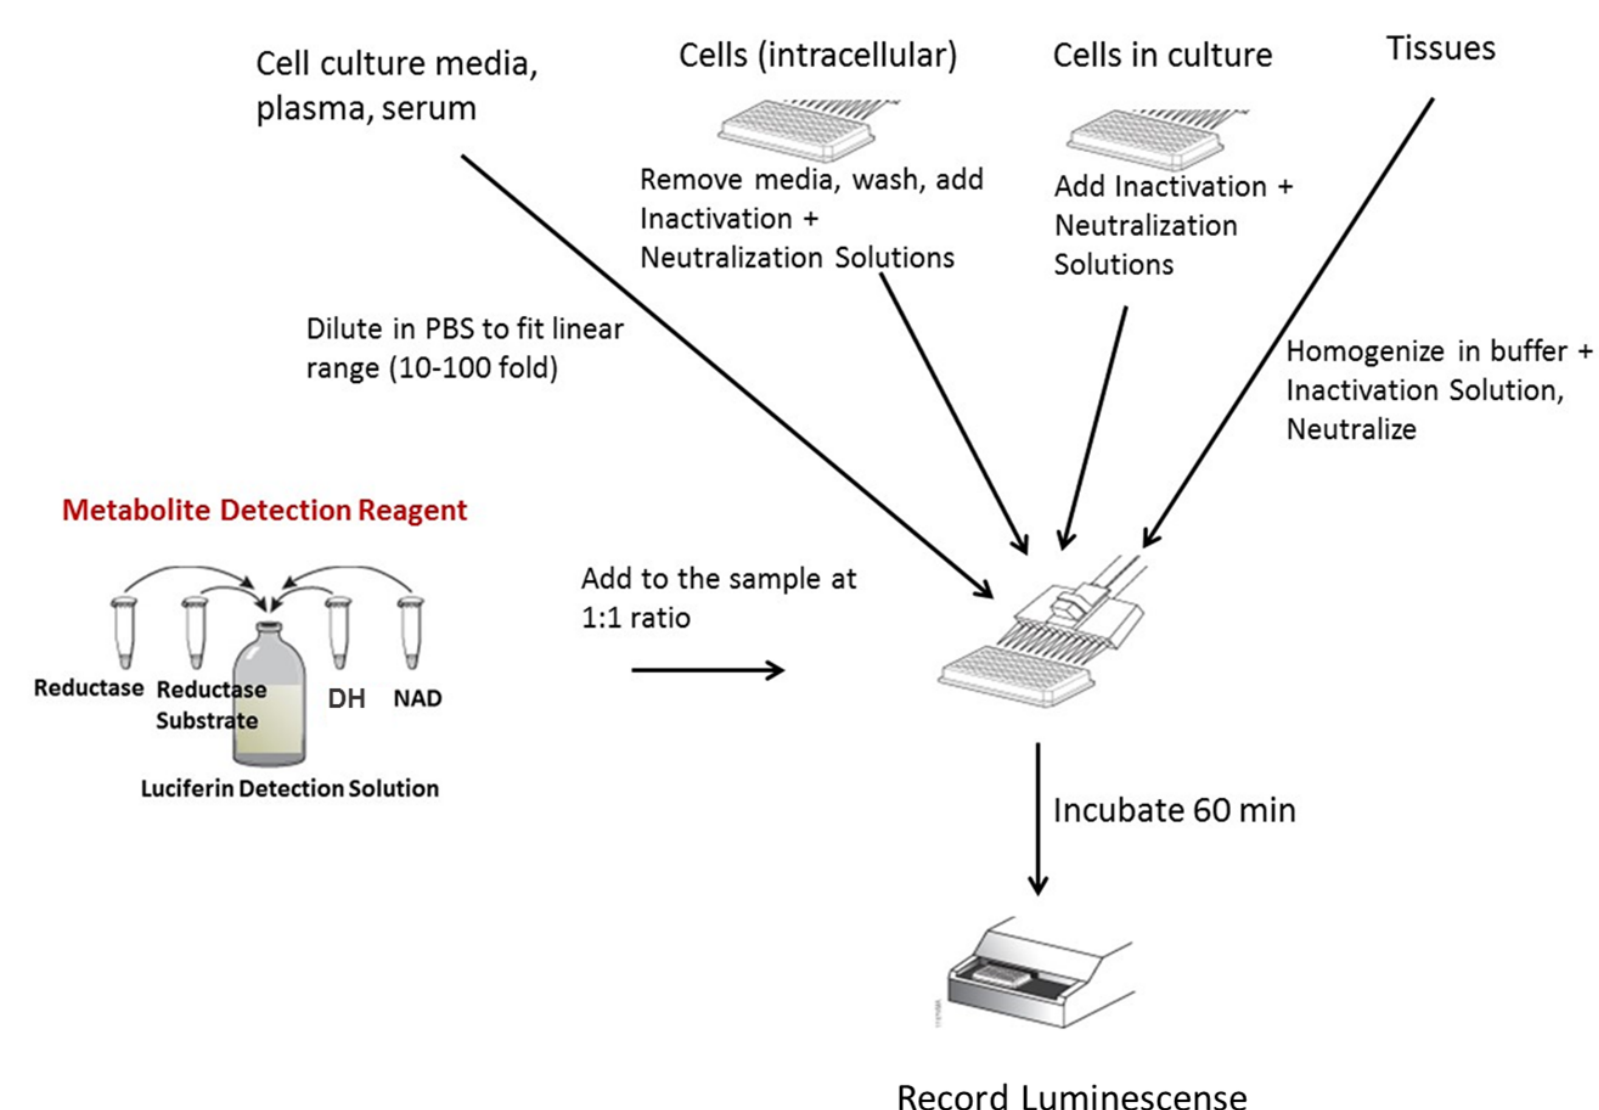 Cell culture media,
plasma, serum
Cells (intracellular)
Cells in culture
Tissues
Remove media, wash, add
Inactivation +
Neutralization Solutions
Add Inactivation +
Neutralization
Solutions
Dilute in PBS to fit linear
range (10-100 fold)
Homogenize in buffer +
Inactivation Solution,
Neutralize
Metabolite Detection Reagent
Add to the sample at
1:1 ratio
Reductase
Reductase
Substrate
DH
NAD
Luciferin Detection Solution
Incubate 60 min
Record Luminescense